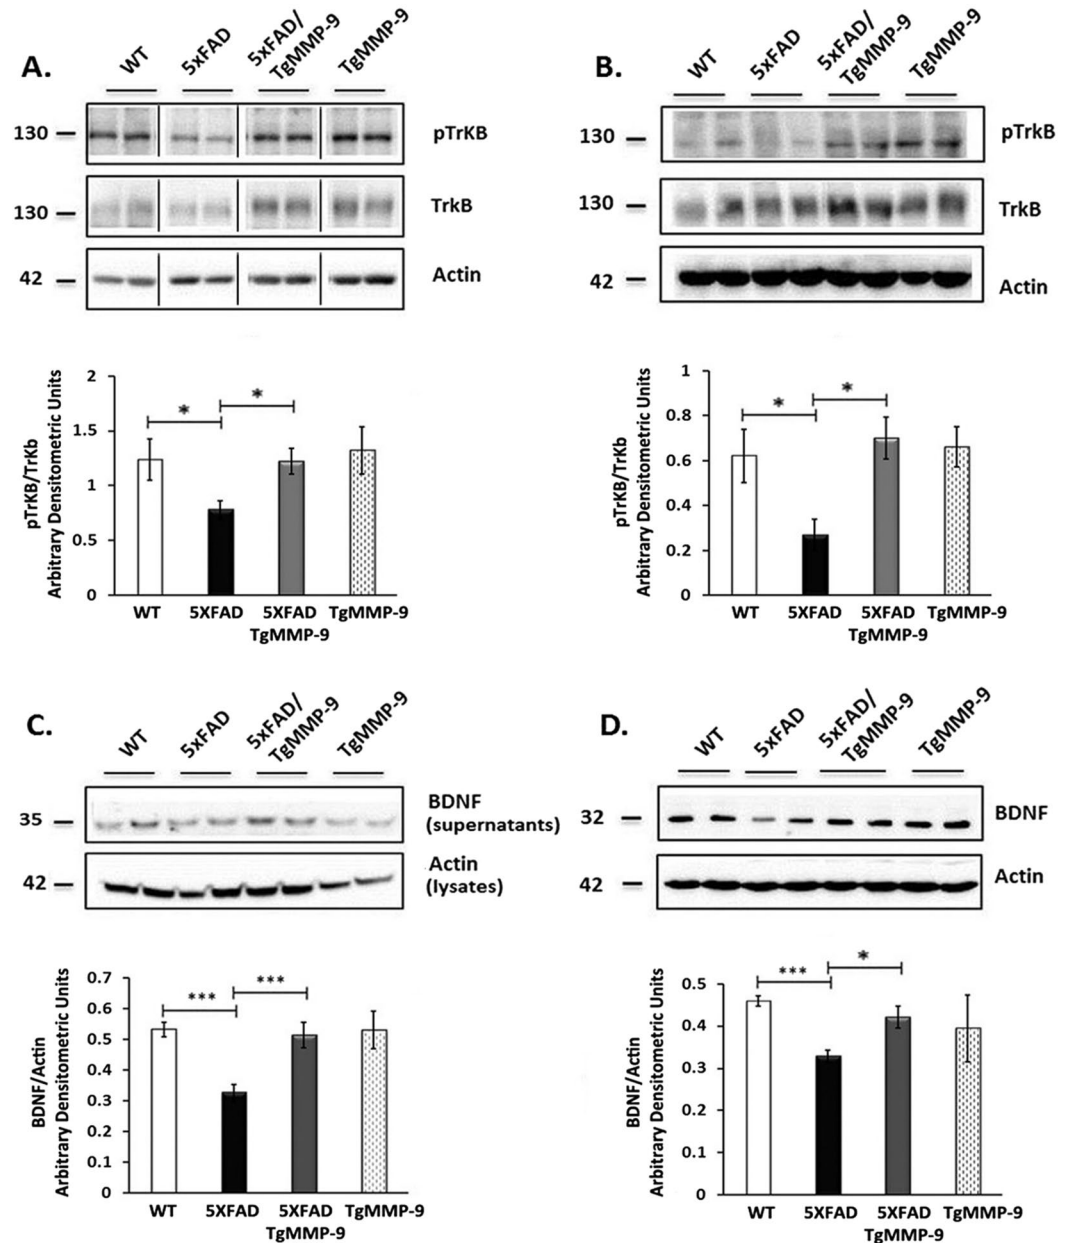 A.
WT
5xFAD
5xFAD/
TgMMP-9
TgMMP-9
130
pTrKB
130
TrkB
42
Actin
2
1.5
1
0.5
0
pTrKB/TrKb
Arbitrary Densitometric Units
*
*
WT
5XFAD
5XFAD
TgMMP-9
TgMMP-9
B.
WT
5xFAD
5xFAD/
TgMMP-9
TgMMP-9
130
pTrKB
130
TrkB
42
Actin
1
0.8
0.6
0.4
0.2
0
pTrKB/TrKb
Arbitrary Densitometric Units
*
*
WT
5XFAD
5XFAD
TgMMP-9
TgMMP-9
C.
WT
5xFAD
5xFAD/
TgMMP-9
TgMMP-9
35
BDNF
(supernatants)
42
Actin
(lysates)
0.7
0.6
0.5
0.4
0.3
0.2
0.1
0
BDNF/Actin
Arbitrary Densitometric Units
***
***
WT
5XFAD
5XFAD
TgMMP-9
TgMMP-9
D.
WT
5xFAD
5xFAD/
TgMMP-9
TgMMP-9
32
BDNF
42
Actin
0.5
0.4
0.3
0.2
0.1
0
BDNF/Actin
Arbitrary Densitometric Units
***
*
WT
5XFAD
5XFAD
TgMMP-9
TgMMP-9